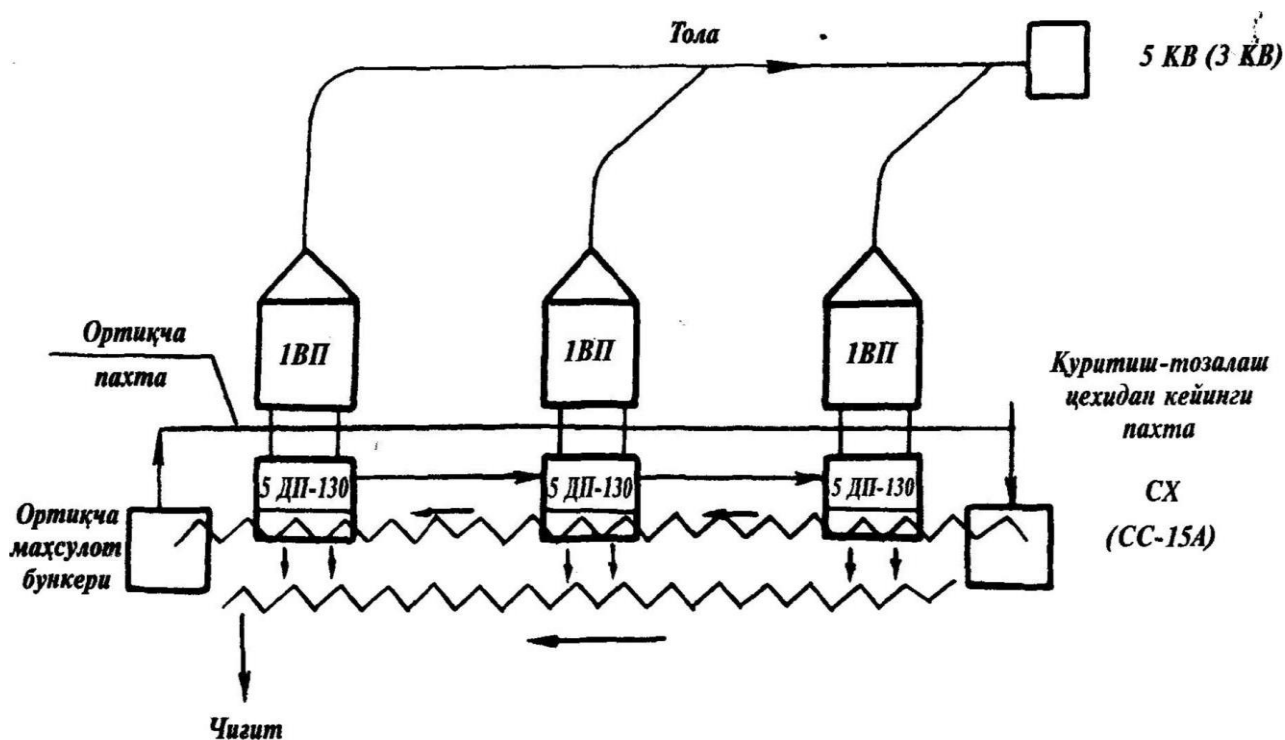 Тола
5 КВ (3 КВ)
Ортиқча
пахта
1ВП
1ВП
1ВП
Қуритиш-тозалаш
цехидан кейинги
пахта
5 ДП-130
5 ДП-130
5 ДП-130
СХ
(СС-15А)
Ортиқча
маҳсулот
бункери
Чигит